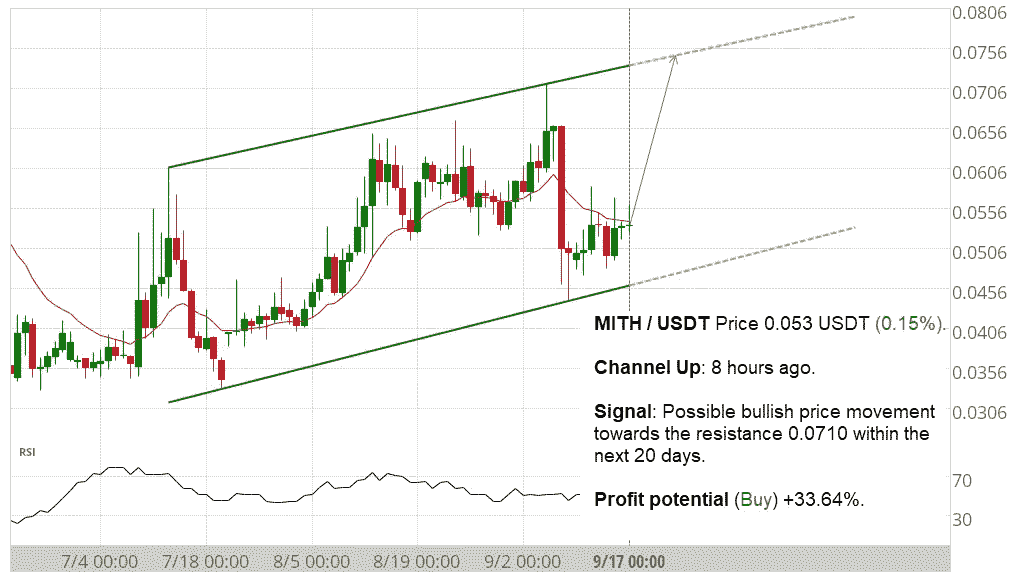 0.0806
0.0756
0.0706
0.0656
0.0606
0.0556
0.0506
0.0456
MITH / USDT Price 0.053 USDT (0.15%).
0.0406
Channel Up: 8 hours ago.
0.0356
Signal: Possible bullish price movement
0.0306
towards the resistance 0.0710 within the
next 20 days.
RSI
70
Profit potential (Buy) +33.64%.
30
7/4 00:00 7/18 00:00 8/5 00:00 8/19 00:00 9/2 00:00 9/17 00:00